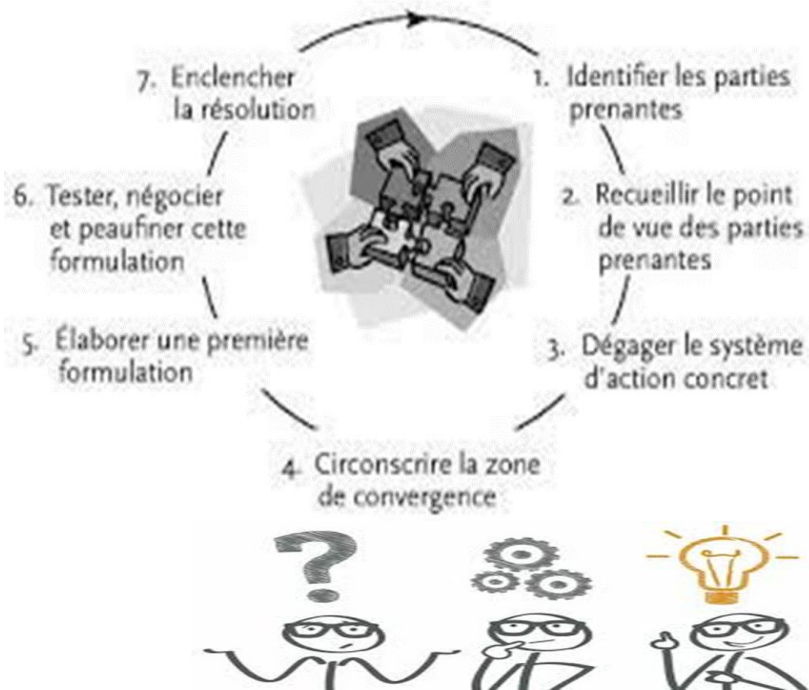 1. Identifier les parties
prenantes
2. Recueillir le point
de vue des parties
prenantes
3. Dégager le système
d'action concret
4. Circonscrire la zone
de convergence
5. Élaborer une première
formulation
6. Tester, négocier
et peaufiner cette
formulation
7. Enclencher
la résolution
?